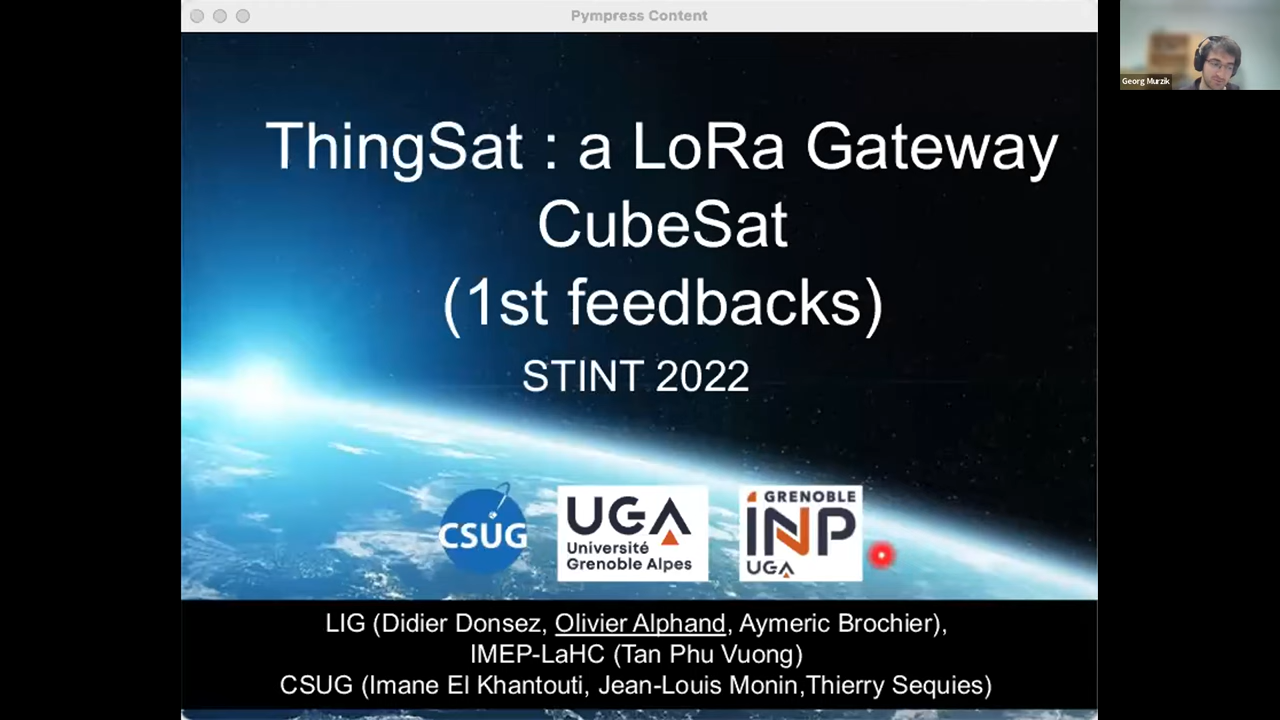 Pympress Content
ThingSat : a LoRa Gateway
CubeSat
(1st feedbacks)
STINT 2022
CSUG
UGA
Université
Grenoble Alpes
GRENOBLE
INP
UGA
LIG (Didier Donsez, Olivier Alphand, Aymeric Brochier),
IMEP-LaHC (Tan Phu Vuong)
CSUG (Imane El Khantouti, Jean-Louis Monin,Thierry Sequies)
Georg Murzik